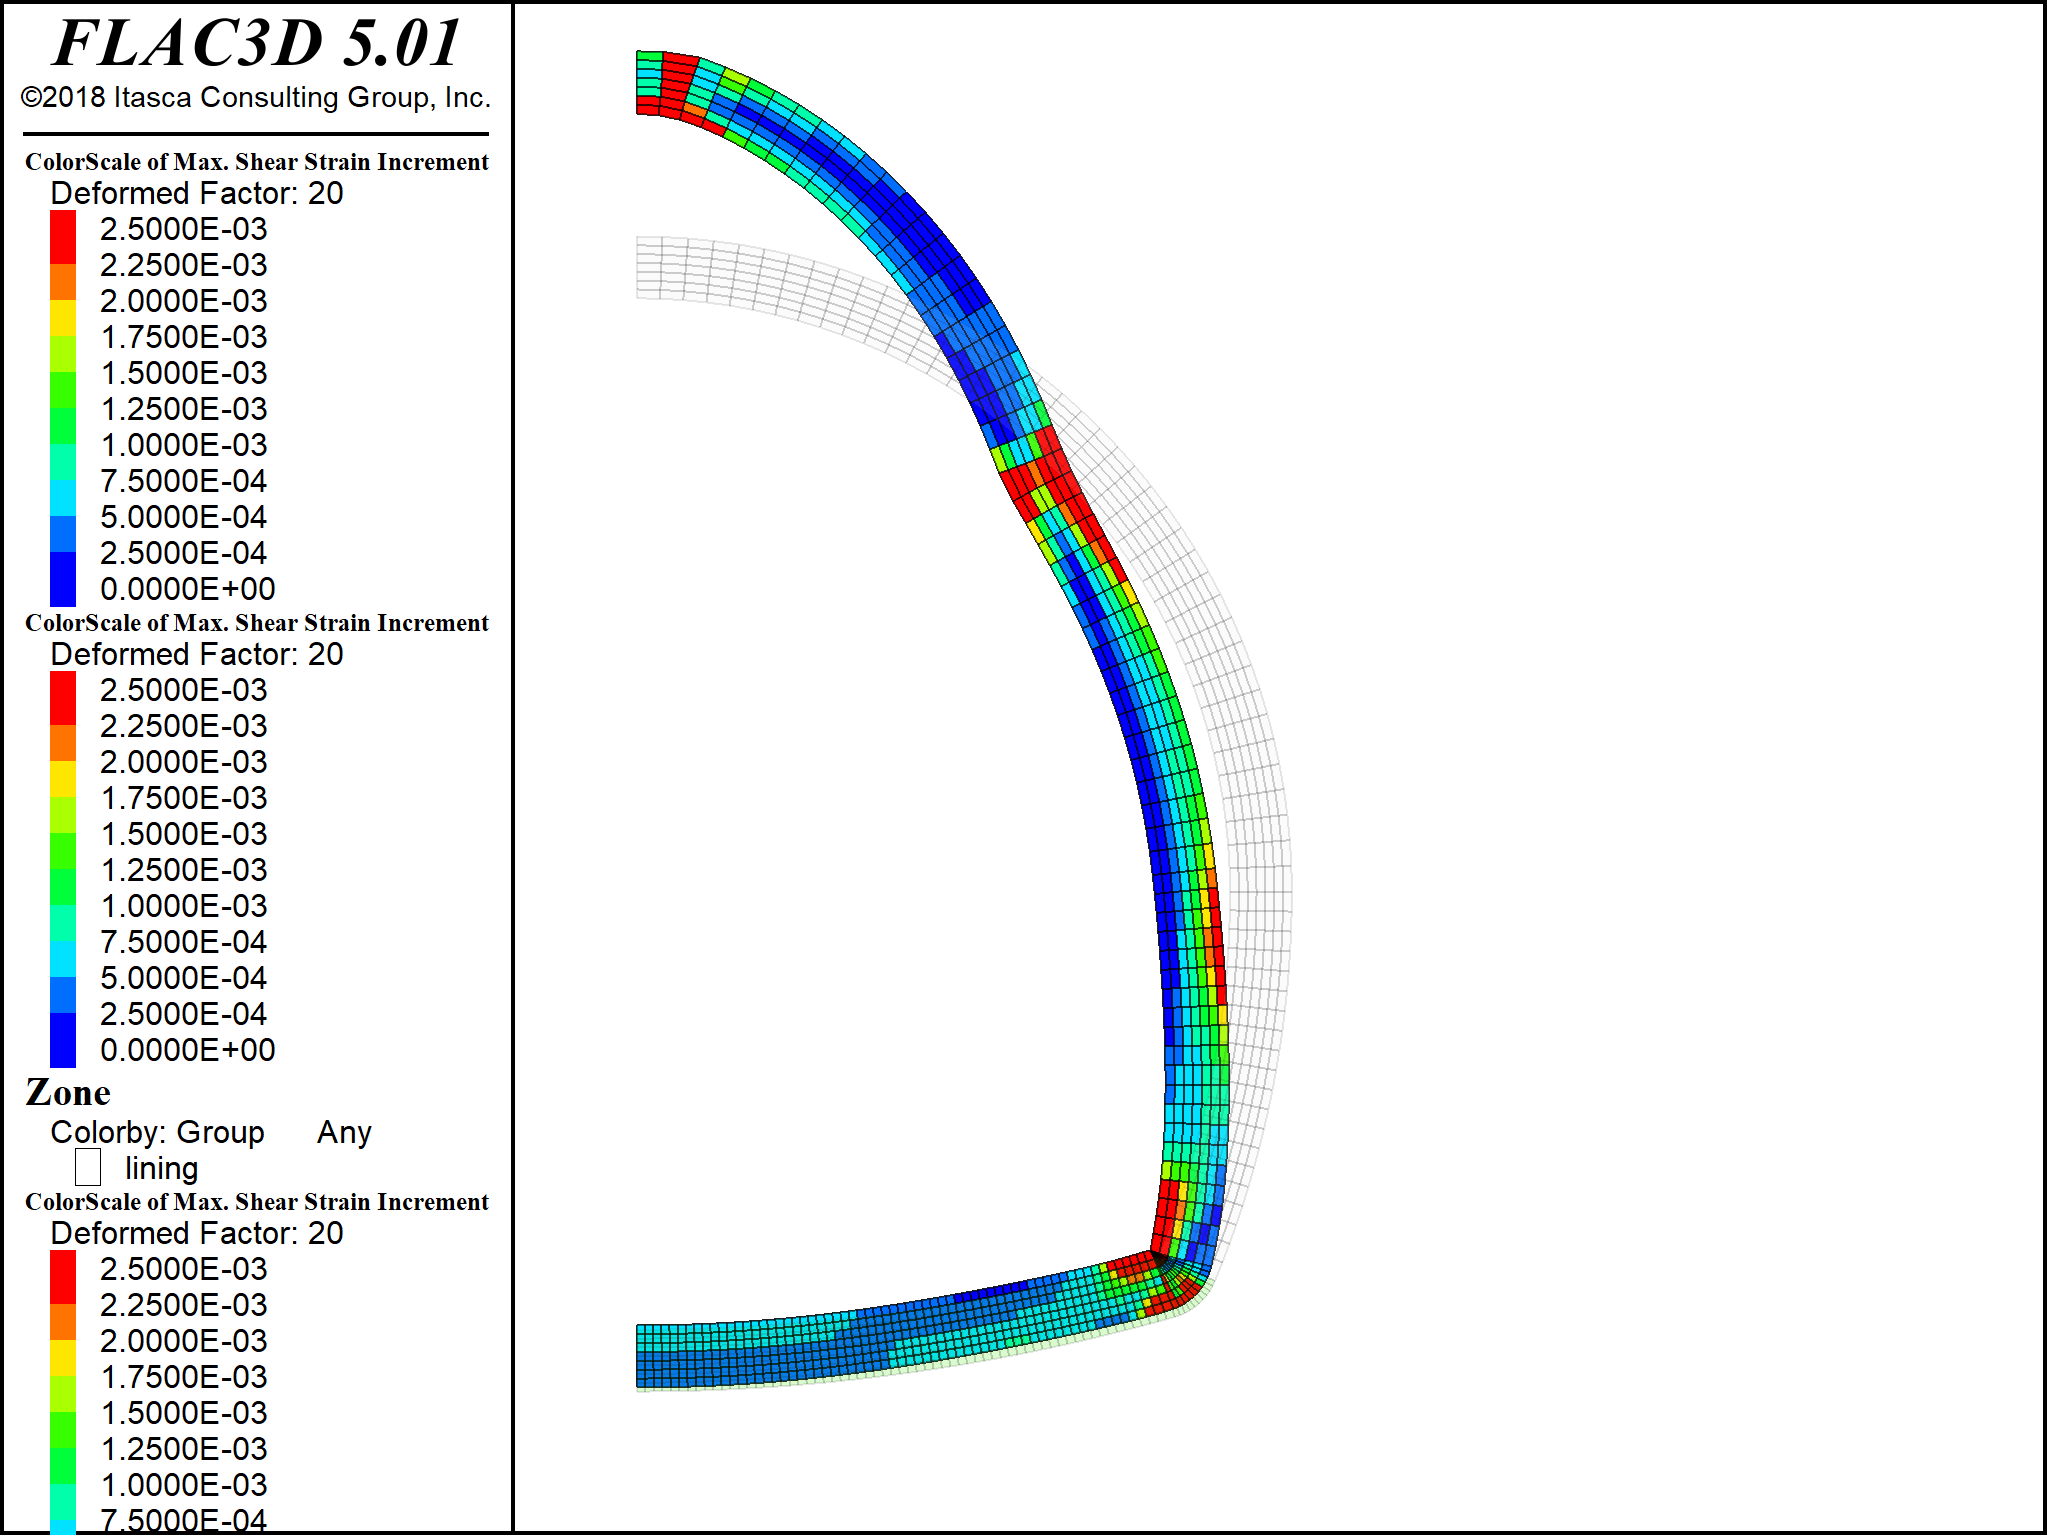 FLAC3D 5.01
©2018 Itasca Consulting Group, Inc.
ColorScale of Max. Shear Strain Increment
Deformed Factor: 20
2.5000E-03
2.2500E-03
2.0000E-03
1.7500E-03
1.5000E-03
1.2500E-03
1.0000E-03
7.5000E-04
5.0000E-04
2.5000E-04
0.0000E+00
ColorScale of Max. Shear Strain Increment
Deformed Factor: 20
2.5000E-03
2.2500E-03
2.0000E-03
1.7500E-03
1.5000E-03
1.2500E-03
1.0000E-03
7.5000E-04
5.0000E-04
2.5000E-04
0.0000E+00
Zone
Colorby: Group Any
lining
ColorScale of Max. Shear Strain Increment
Deformed Factor: 20
2.5000E-03
2.2500E-03
2.0000E-03
1.7500E-03
1.5000E-03
1.2500E-03
1.0000E-03
7.5000E-04